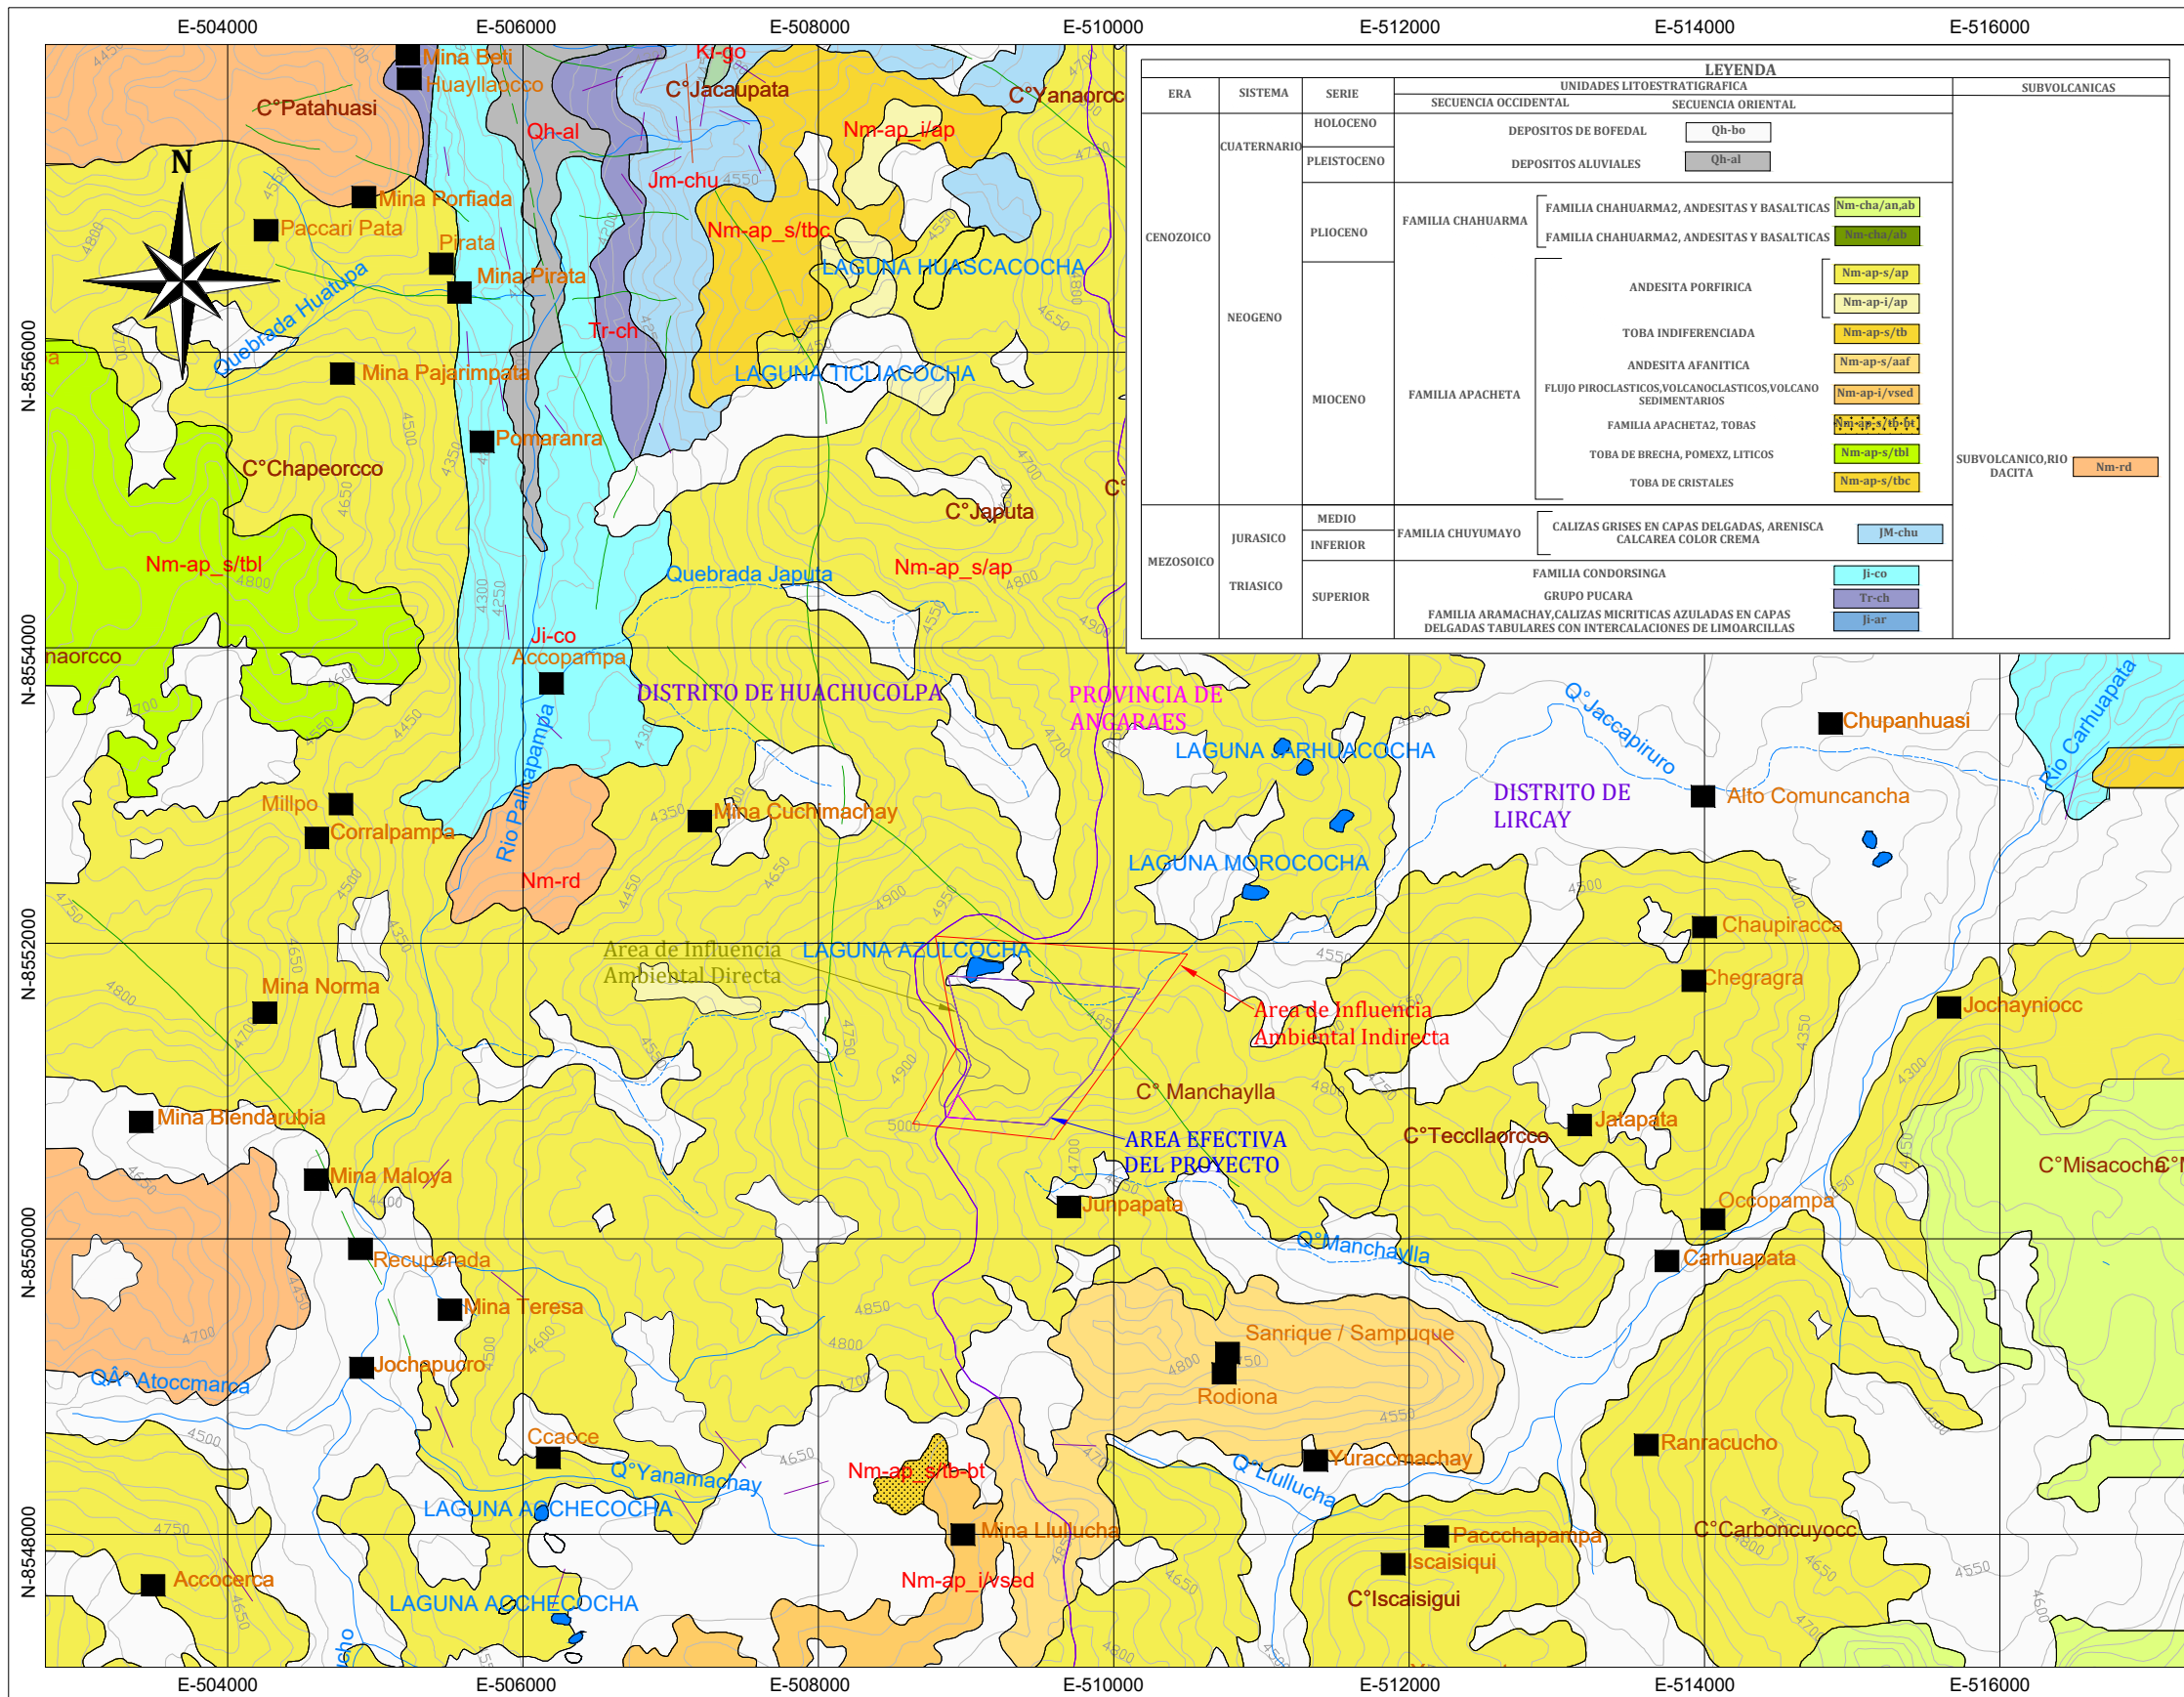 E-504000
E-506000
E-508000
E-510000
E-512000
E-514000
E-516000
N-8556000
N-8554000
N-8552000
N-8550000
N-8548000
LEYENDA
ERA
SISTEMA
SERIE
UNIDADES LITOESTRATIGRAFICA
SECUENCIA OCCIDENTAL
SECUENCIA ORIENTAL
SUBVOLCANICAS
CENOZOICO
CUATERNARIO
HOLOCENO
PLEISTOCENO
DEPOSITOS DE BOFEDAL
Qh-bo
DEPOSITOS ALUVIALES
Qh-al
NEOGENO
PLIOCENO
FAMILIA CHAHUARMA
FAMILIA CHAHUARMA2, ANDESITAS Y BASALTICAS
Nm-cha/an,ab
FAMILIA CHAHUARMA2, ANDESITAS Y BASALTICAS
Nm-cha/ab
MIOCENO
FAMILIA APACHETA
ANDESITA PORFIRICA
Nm-ap-s/ap
Nm-ap-i/ap
TOBA INDIFERENCIADA
Nm-ap-s/tb
ANDESITA AFANITICA
Nm-ap-s/aaf
FLUJO PIROCLASTICOS,VOLCANOCLASTICOS,VOLCANO
SEDIMENTARIOS
Nm-ap-i/vsed
FAMILIA APACHETA2, TOBAS
Nm-ap-s/tb-bt
TOBA DE BRECHA, POMEXZ, LITICOS
Nm-ap-s/tbl
TOBA DE CRISTALES
Nm-ap-s/tbc
SUBVOLCANICO,RIO
DACITA
Nm-rd
MEZOSOICO
JURASICO
MEDIO
INFERIOR
FAMILIA CHUYUMAYO
CALIZAS GRISES EN CAPAS DELGADAS, ARENISCA
CALCAREA COLOR CREMA
JM-chu
TRIASICO
SUPERIOR
FAMILIA CONDORSINGA
Ji-co
GRUPO PUCARA
Tr-ch
FAMILIA ARAMACHAY,CALIZAS MICRITICAS AZULADAS EN CAPAS
DELGADAS TABULARES CON INTERCALACIONES DE LIMOARCILLAS
Ji-ar
Mina Beti
Huayllaocco
C°Patahuasi
N
Mina Porfiada
Paccari Pata
Pirata
Mina Pirata
Quebrada Huatupa
Mina Pajarimpata
Pomaranra
C°Chapeorcco
Qh-al
Kr-go
C°Jacaupata
Jm-chu
Tr-ch
Nm-ap_i/ap
C°Yanaorcc
Nm-ap_s/tbc
LAGUNA HUASCACOCHA
LAGUNA TICLIACOCHA
C°Japuta
Quebrada Japuta
Nm-ap_s/ap
Nm-ap_s/tbl
naorcco
Ji-co
Accopampa
DISTRITO DE HUACHUCOLPA
PROVINCIA DE
ANGARAES
LAGUNA JARHUACOCHA
Q°Jaccapiruro
Chupanhuasi
Rio Carhuapata
DISTRITO DE
LIRCAY
Alto Comuncancha
Millpo
Corralpampa
Rio Pallcapampa
Mina Cuchimachay
LAGUNA MOROCOCHA
Nm-rd
Area de Influencia
Ambiental Directa
LAGUNA AZULCOCHA
Chaupiracca
Chegragra
Jochayniocc
Mina Norma
Area de Influencia
Ambiental Indirecta
C° Manchaylla
Mina Blendarubia
AREA EFECTIVA
DEL PROYECTO
C°Teccllaorcco
Jatapata
C°Misacocha
Mina Maloya
Junpapata
Occopampa
Q°Manchaylla
Carhuapata
Recuperada
Mina Teresa
Sanrique / Sampuque
Rodiona
Jochapucro
QÂ° Atoccmarca
Ccacce
Q°Yanamachay
Nm-ap_s/tb-bt
Yuraccmachay
Q°Llullucha
Ranracucho
LAGUNA ACCHECOCHA
Mina Llullucha
Paccchapampa
C°Carboncuyocc
Iscaisiqui
C°Iscaisigui
Nm-ap_i/vsed
Accocerca
LAGUNA ACCHECOCHA
ucho
E-504000
E-506000
E-508000
E-510000
E-512000
E-514000
E-516000